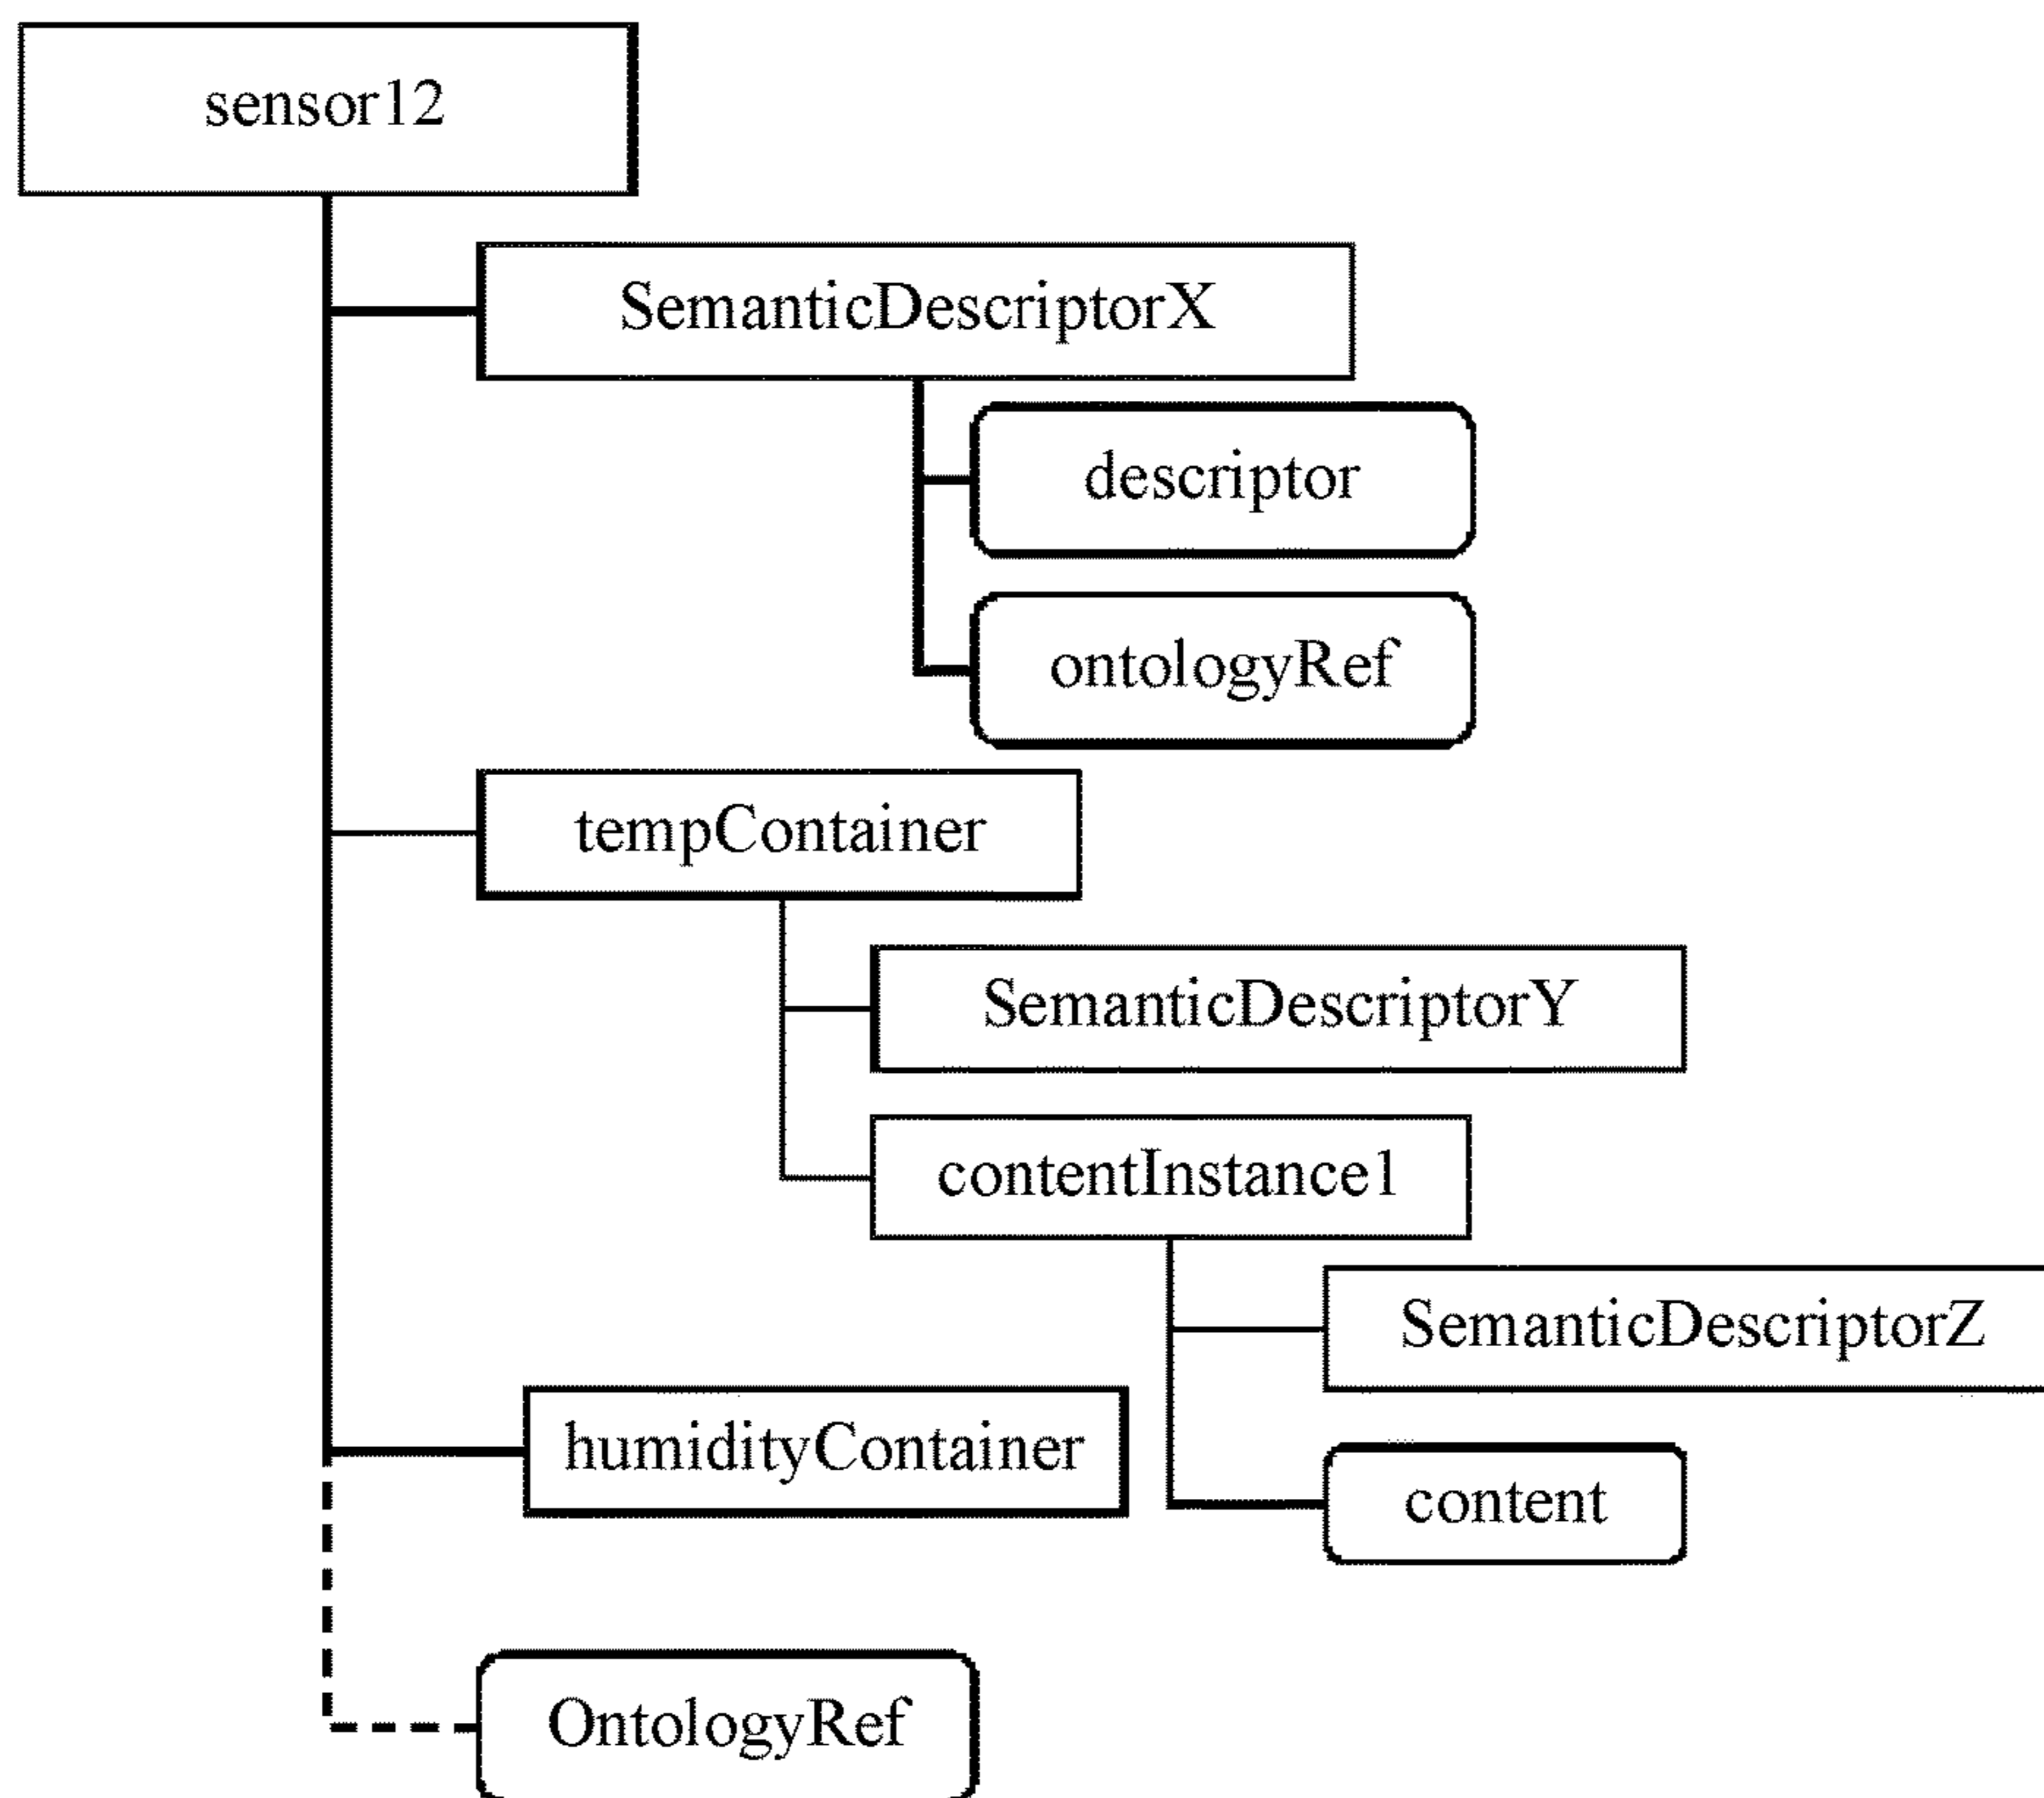 sensor12
SemanticDescriptorX
descriptor
ontologyRef
tempContainer
SemanticDescriptorY
contentInstance1
SemanticDescriptorZ
humidityContainer
content
OntologyRef